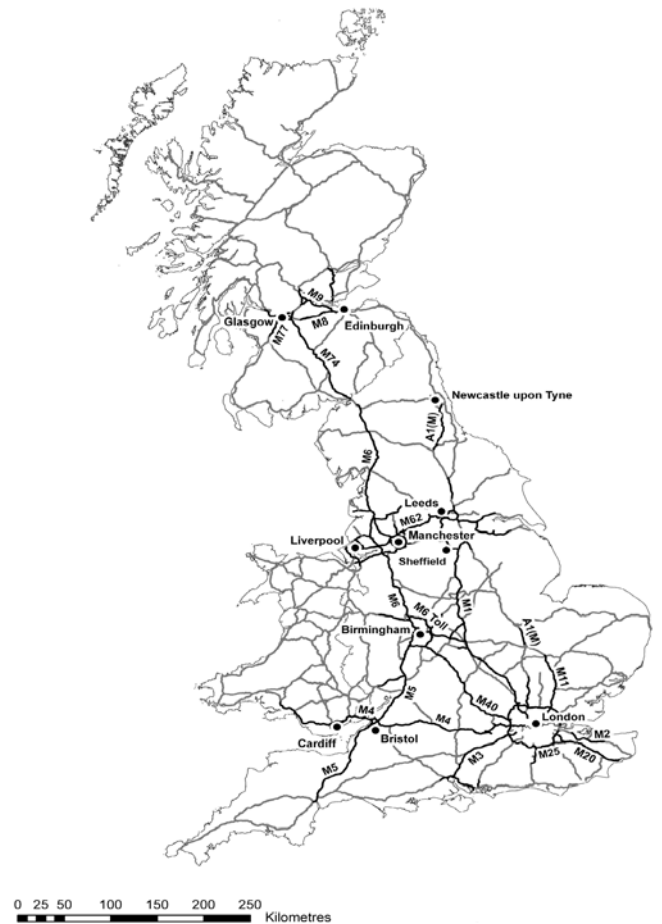 M9
Glasgow
M8
Edinburgh
M77
M74
Newcastle upon Tyne
A1(M)
M6
Leeds
M62
Liverpool
Manchester
Sheffield
M6
M6 Toll
M1
A1(M)
Birmingham
M11
M5
M40
M4
M4
London
M2
Cardiff
Bristol
M3
M25
M20
M5
0 25 50 100 150 200 250
Kilometres